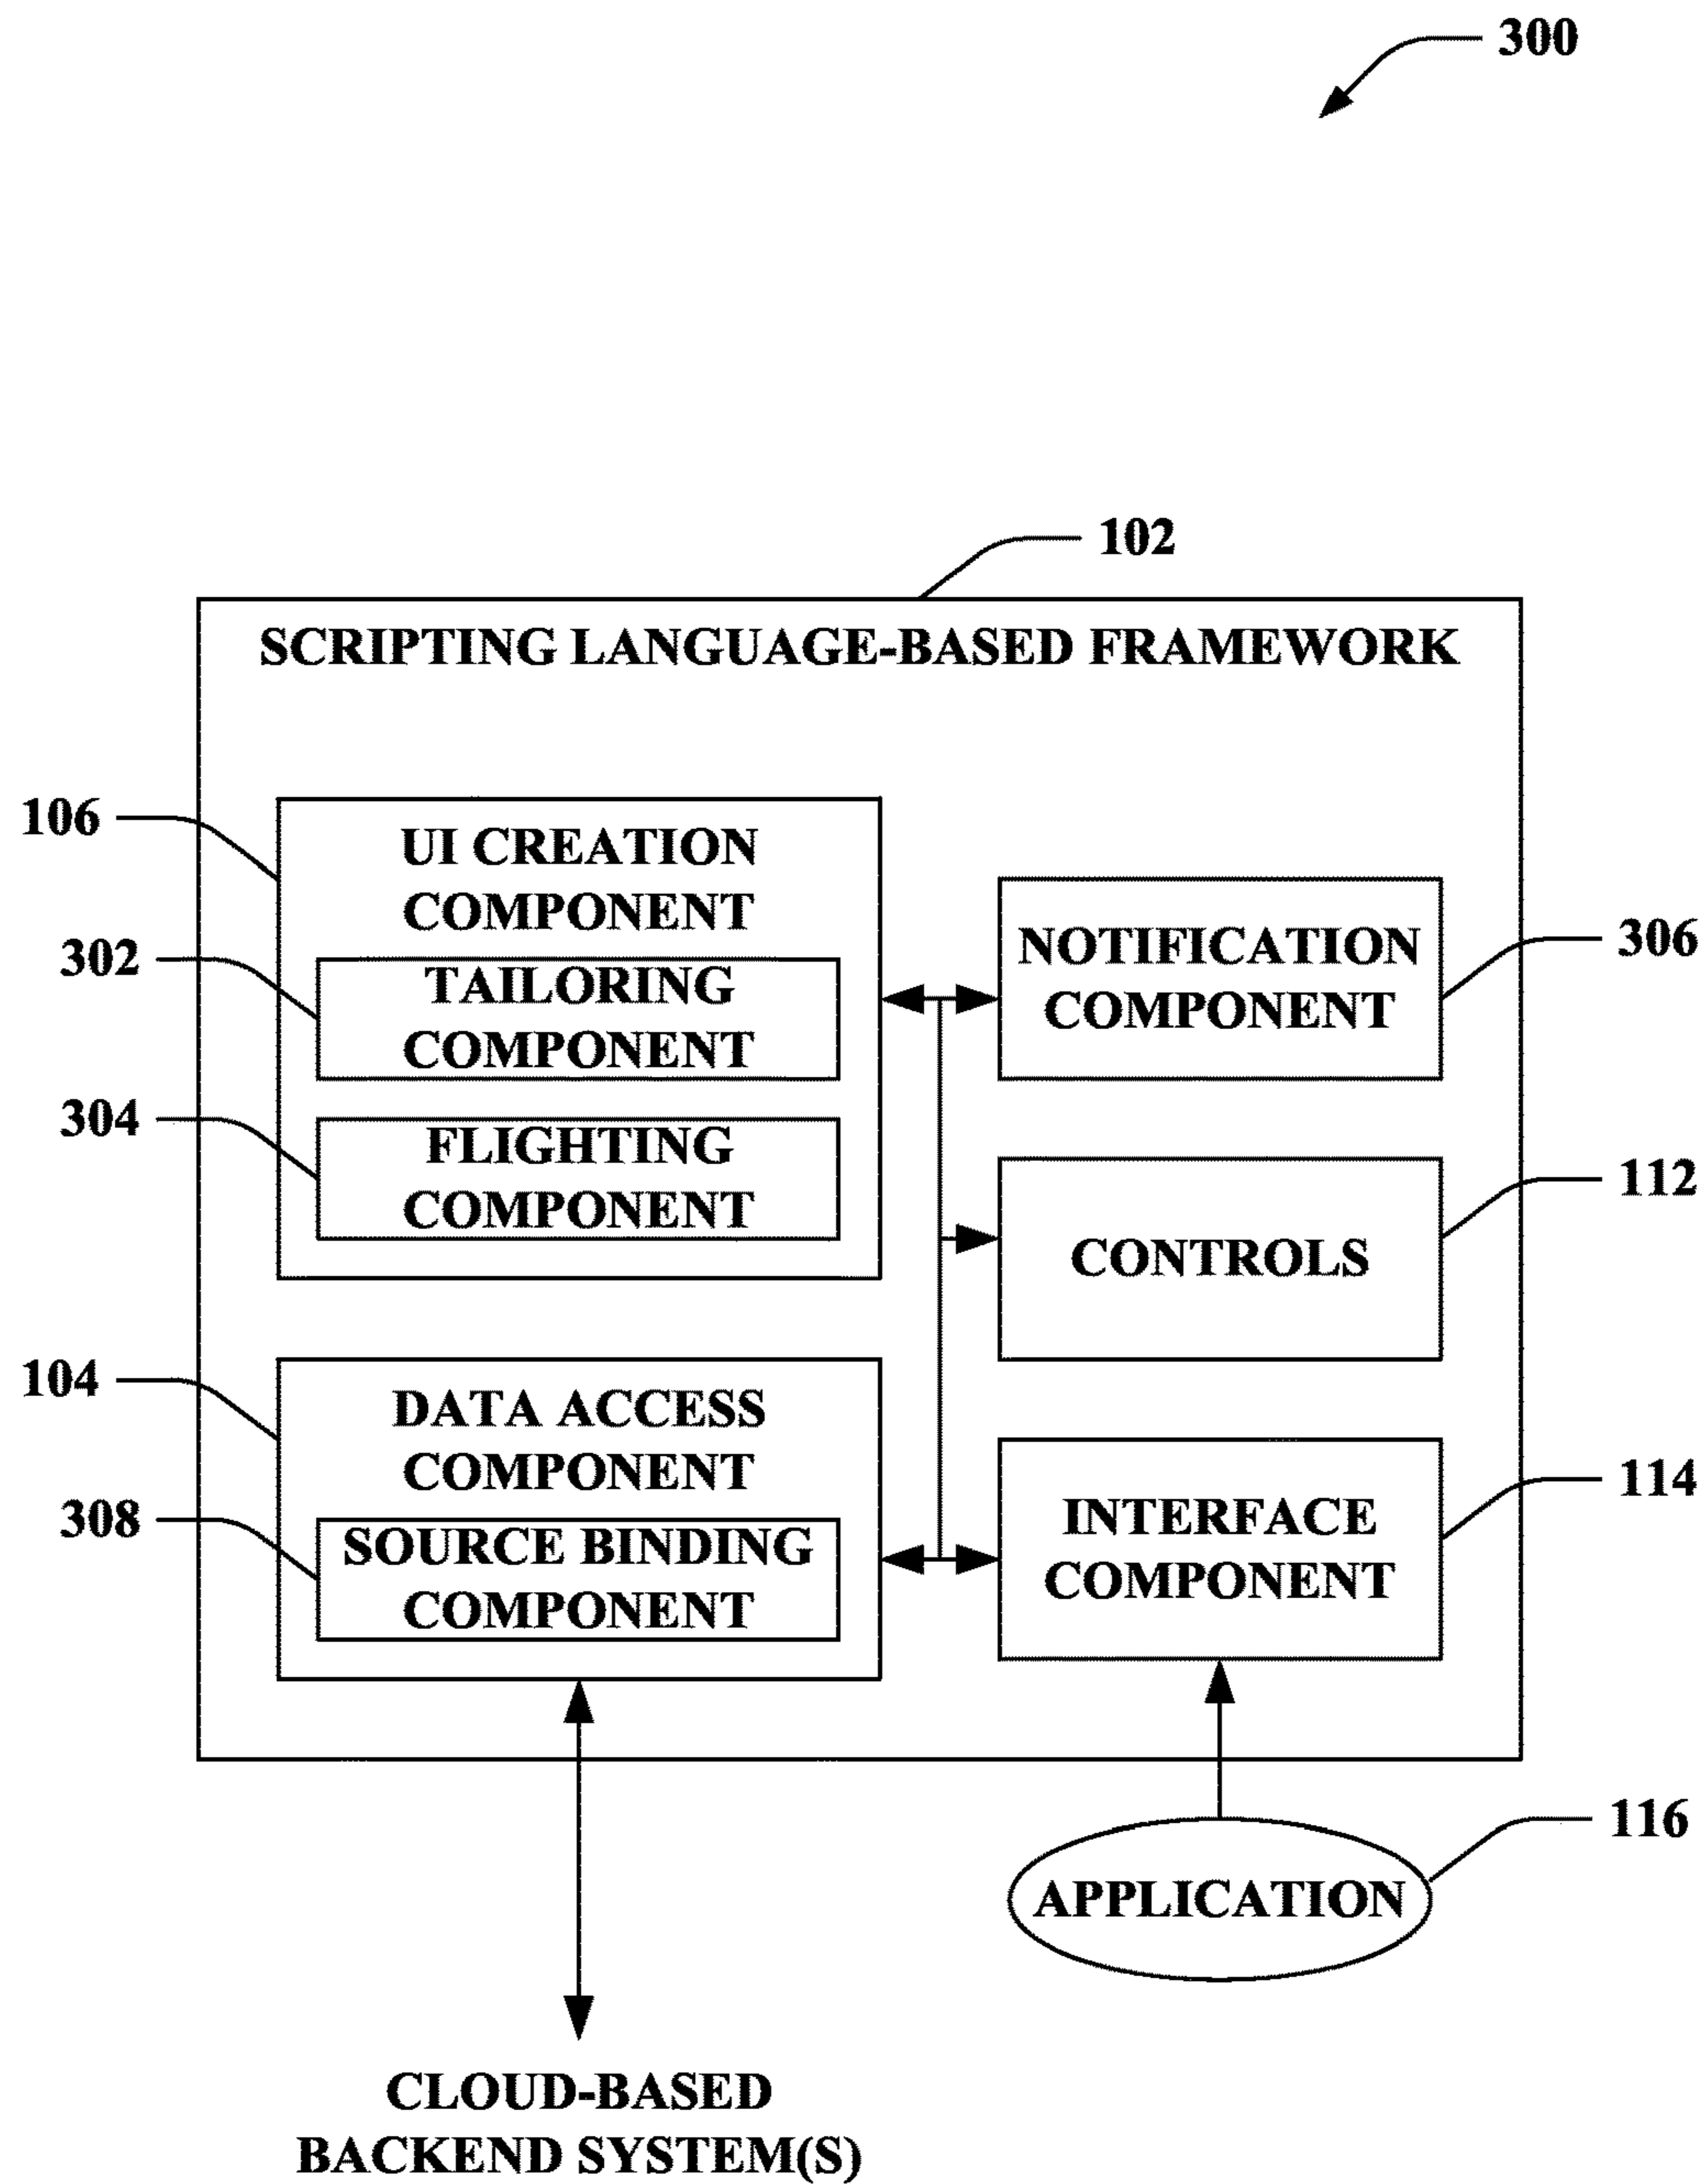 300
102
SCRIPTING LANGUAGE-BASED FRAMEWORK
106
UI CREATION
COMPONENT
302
TAILORING
COMPONENT
304
FLIGHTING
COMPONENT
NOTIFICATION
COMPONENT
306
CONTROLS
112
104
DATA ACCESS
COMPONENT
308
SOURCE BINDING
COMPONENT
INTERFACE
COMPONENT
114
APPLICATION
116
CLOUD-BASED
BACKEND SYSTEM(S)